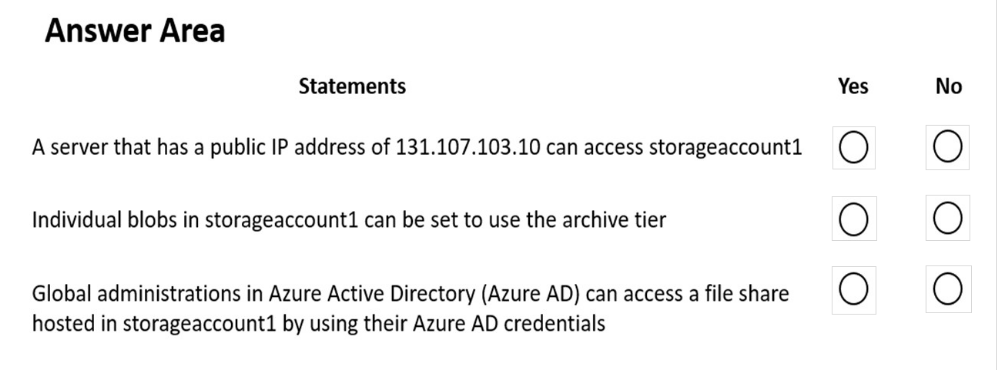 Answer Area
Statements Yes No
A server that has a public IP address of 131.107.103.10 can access storageaccount1
Individual blobs in storageaccount1 can be set to use the archive tier
Global administrations in Azure Active Directory (Azure AD) can access a file share
hosted in storageaccount1 by using their Azure AD credentials